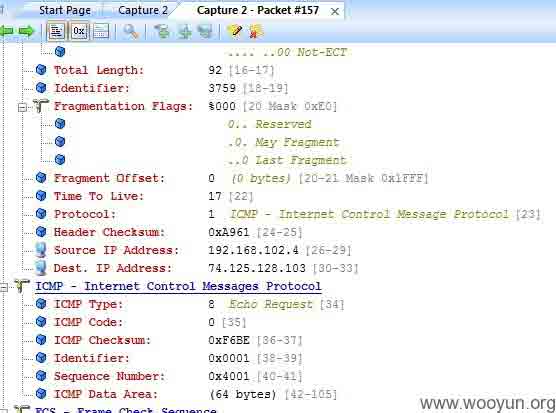 Start Page Capture 2 Capture 2 - Packet #157
.... ..00 Not-ECT
Total Length: 92 [16-17]
Identifier: 3759 [18-19]
Fragmentation Flags: %000 [20 Mask 0xE0]
0.. Reserved
.0. May Fragment
..0 Last Fragment
Fragment Offset: 0 (0 bytes) [20-21 Mask 0x1FFF]
Time To Live: 17 [22]
Protocol: 1 ICMP - Internet Control Message Protocol [23]
Header Checksum: 0xA961 [24-25]
Source IP Address: 192.168.102.4 [26-29]
Dest. IP Address: 74.125.128.103 [30-33]
ICMP - Internet Control Messages Protocol
ICMP Type: 8 Echo Request [34]
ICMP Code: 0 [35]
ICMP Checksum: 0xF6BE [36-37]
Identifier: 0x0001 [38-39]
Sequence Number: 0x4001 [40-41]
ICMP Data Area: (64 bytes) [42-105]
FCS - Frame Check Sequence
www.wooyun.org